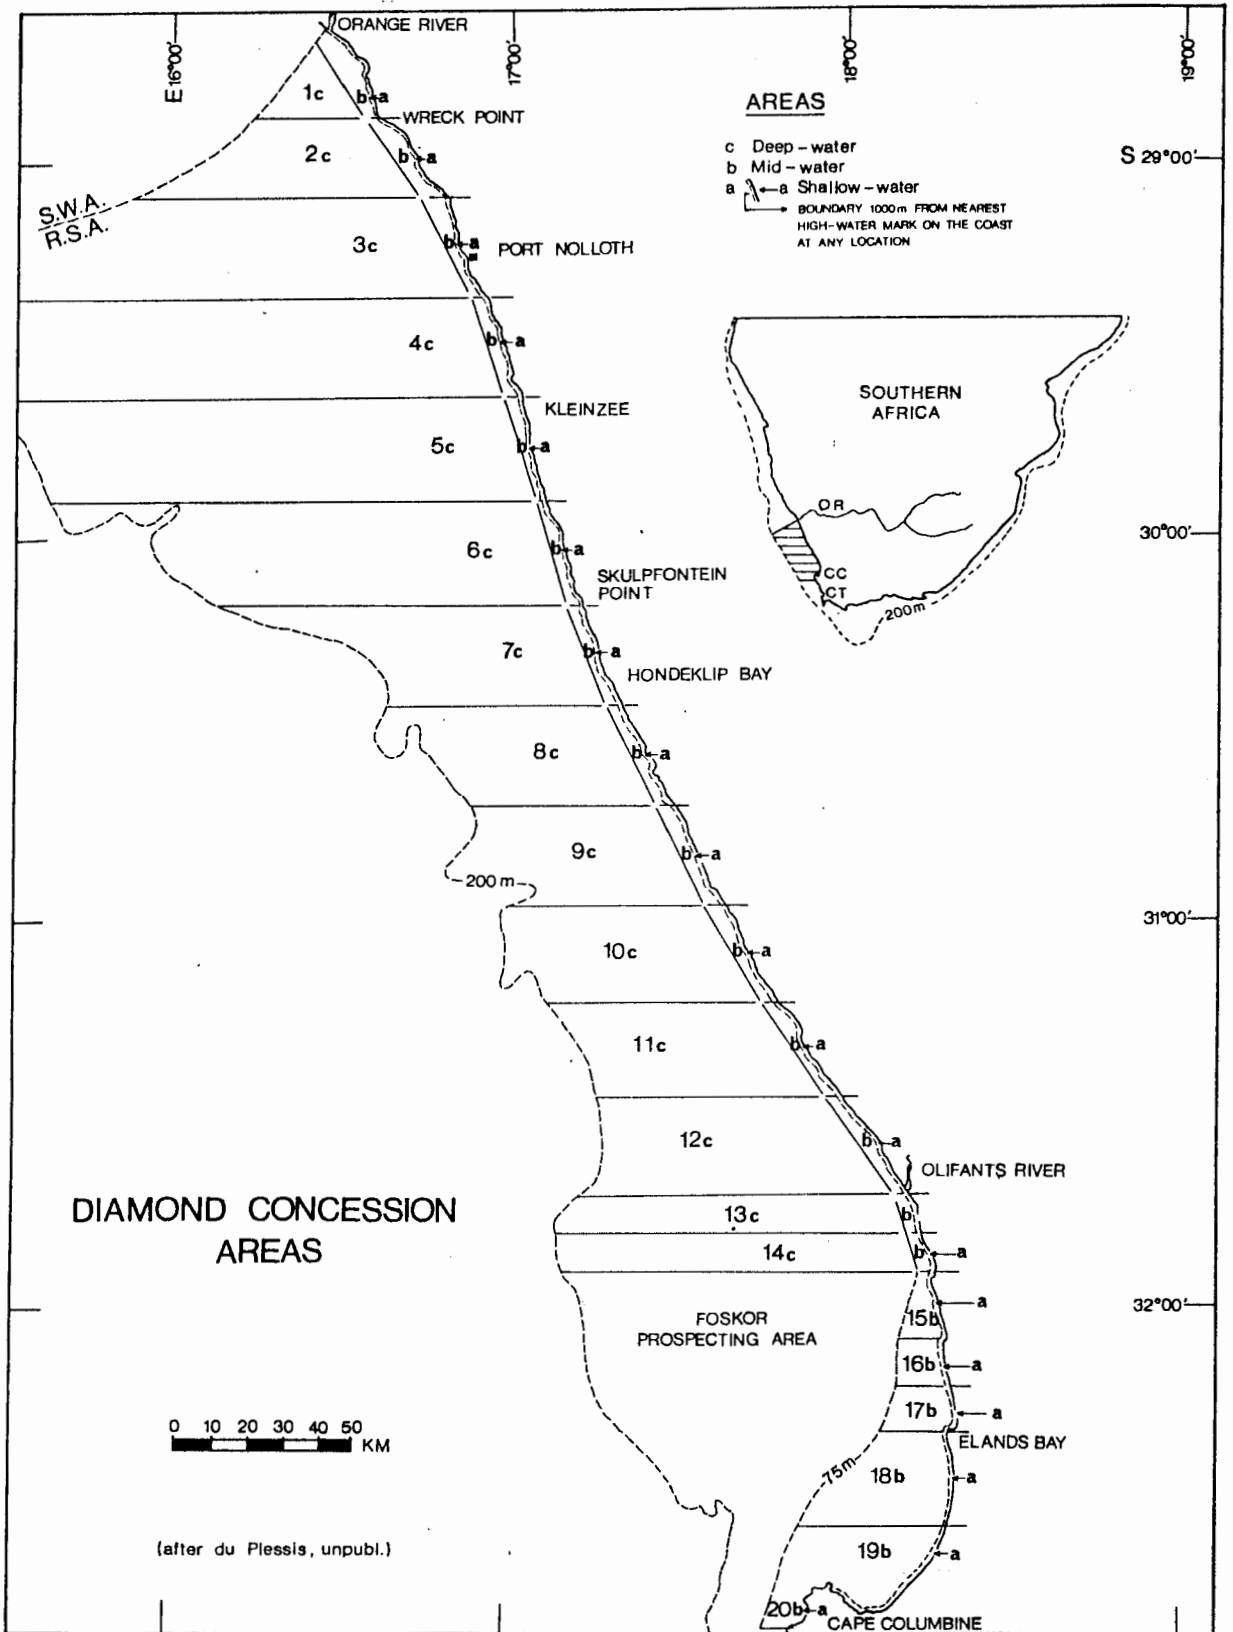 ORANGE RIVER
E 16°00'
17°00'
18°00'
19°00'
AREAS
c Deep-water
b Mid-water
a a Shallow-water
BOUNDARY 1000m FROM NEAREST
HIGH-WATER MARK ON THE COAST
AT ANY LOCATION
S 29°00'
1c
b a
WRECK POINT
2c
b a
S.W.A.
R.S.A.
3c
b a
PORT NOLLOTH
4c
b a
KLEINZEE
5c
b a
SOUTHERN
AFRICA
OR
CC
CT
200m
30°00'
6c
b a
SKULPFONTEIN
POINT
7c
b a
HONDEKLIP BAY
8c
b a
9c
b a
200m
31°00'
10c
b a
11c
b a
12c
b a
OLIFANTS RIVER
13c
b
14c
b a
DIAMOND CONCESSION
AREAS
32°00'
15b
a
FOSKOR
PROSPECTING AREA
16b
a
17b
a
ELANDS BAY
0 10 20 30 40 50
KM
75m
18b
a
19b
a
(after du Plessis, unpubl.)
20b a
CAPE COLUMBINE